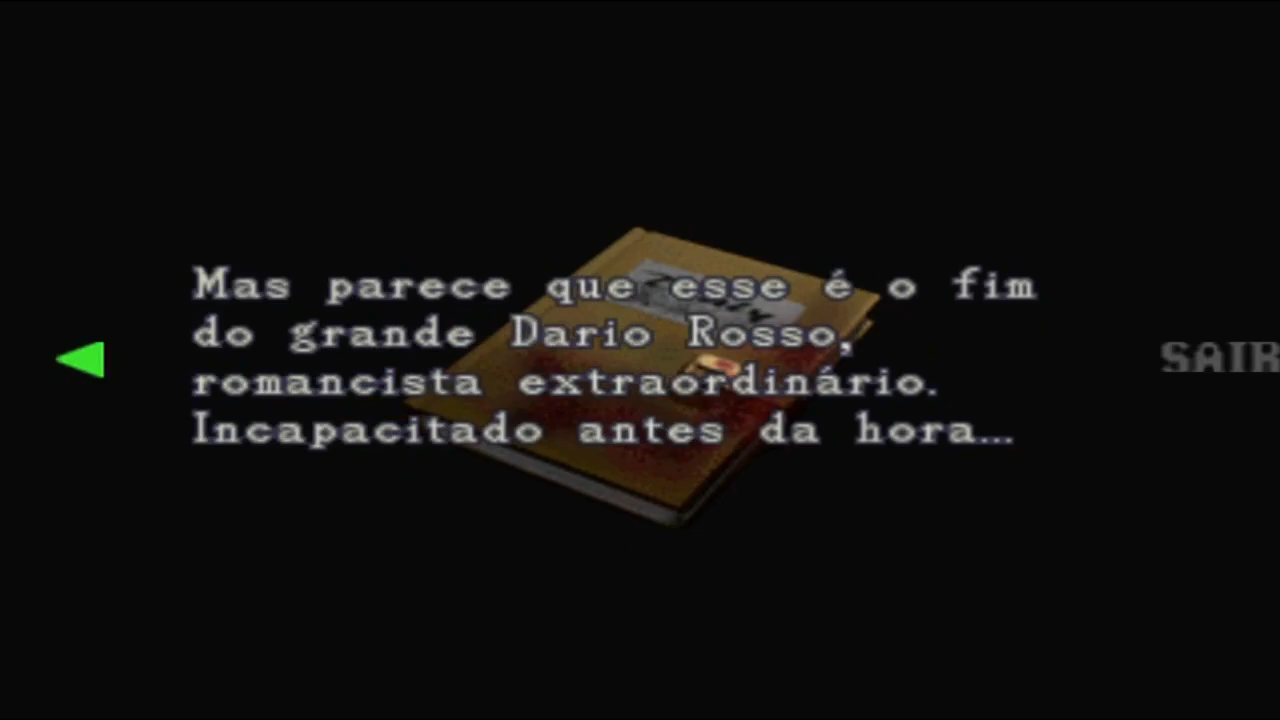 Mas parece que esse é o fim
do grande Dario Rosso,
romancista extraordinário.
Incapacitado antes da hora...
SAIR